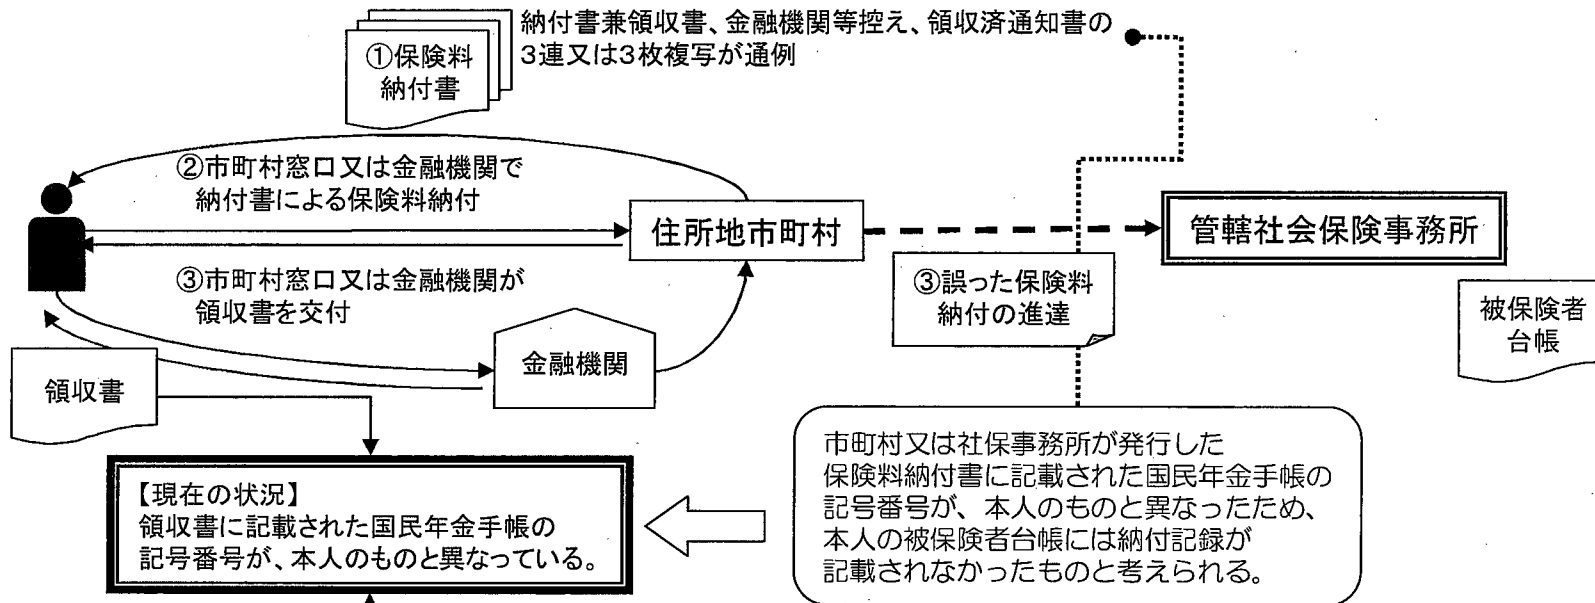 納付書兼領収書、金融機関等控え、領収済通知書の
3連又は3枚複写が通例
①保険料
納付書
②市町村窓口又は金融機関で
納付書による保険料納付
住所地市町村
管轄社会保険事務所
③市町村窓口又は金融機関が
領収書を交付
③誤った保険料
納付の進達
被保険者
台帳
金融機関
領収書
市町村又は社保事務所が発行した
保険料納付書に記載された国民年金手帳の
記号番号が、本人のものと異なったため、
本人の被保険者台帳には納付記録が
記載されなかったものと考えられる。
【現在の状況】
領収書に記載された国民年金手帳の
記号番号が、本人のものと異なっている。